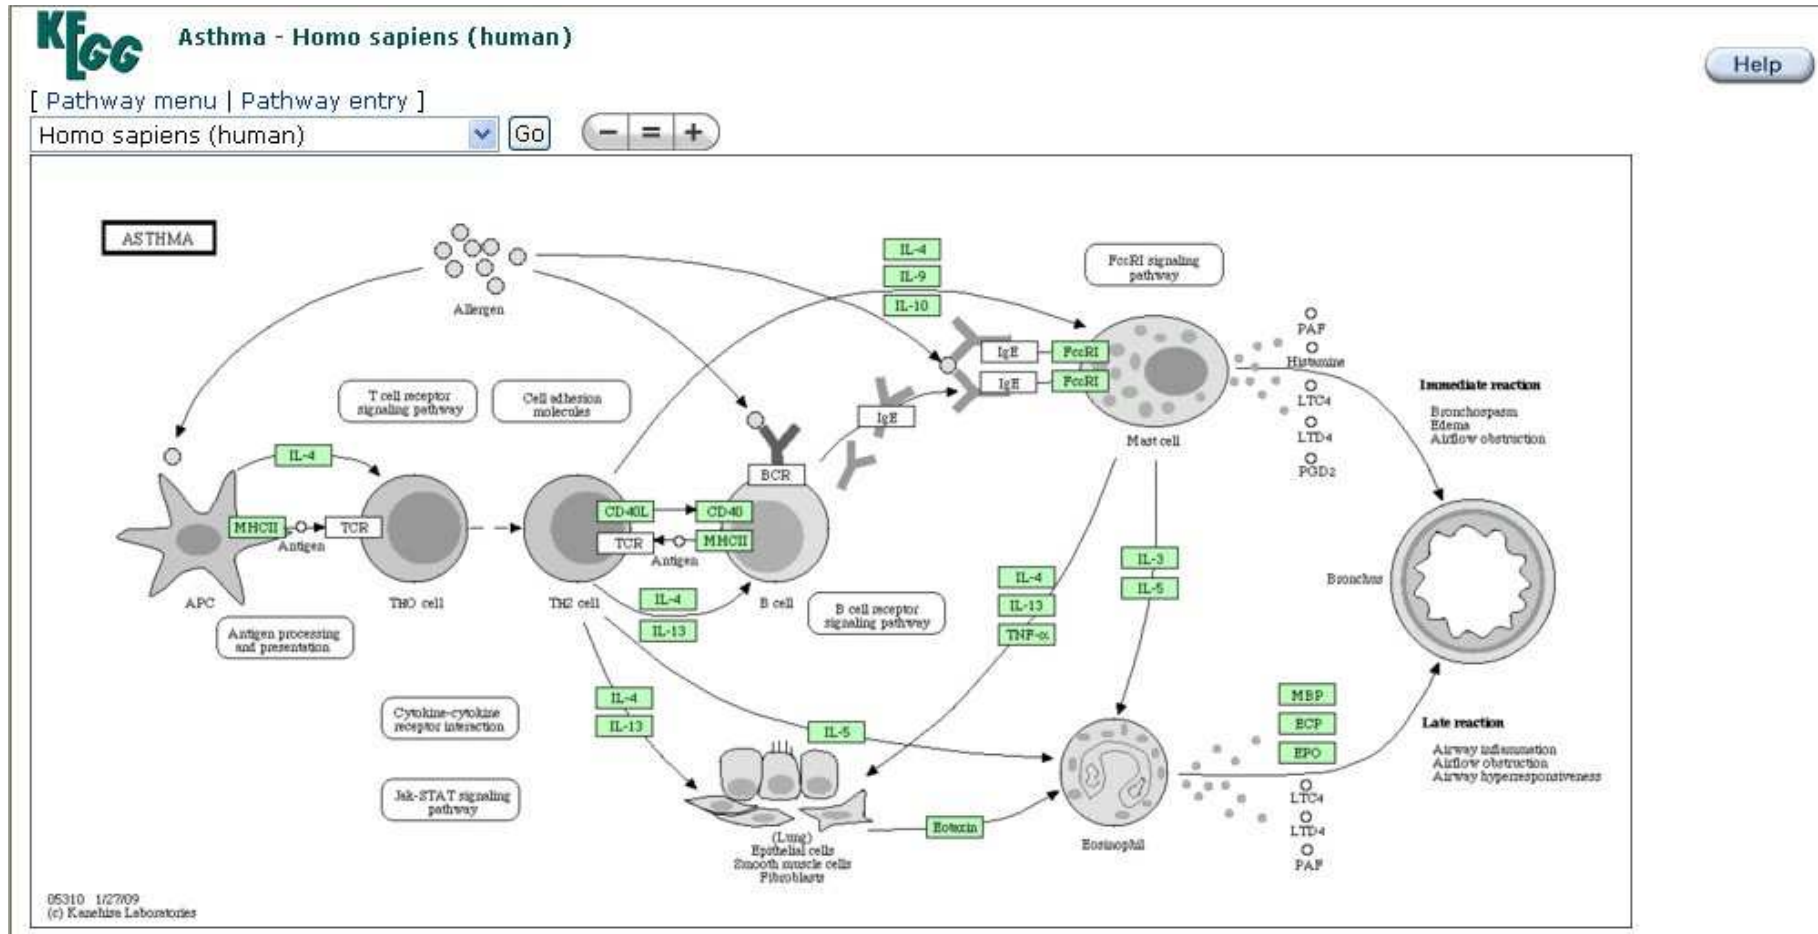 KEGG
Asthma - Homo sapiens (human)
Help
[ Pathway menu | Pathway entry ]
Homo sapiens (human)
Go
− = +
ASTHMA
Allergen
IL-4
IL-9
IL-10
FcεRI signaling
pathway
IgE
FcεRI
IgE
FcεRI
Mast cell
PAF
Histamine
LTC4
LTD4
PGD2
Immediate reaction
Bronchospasm
Edema
Airflow obstruction
T cell receptor
signaling pathway
Cell adhesion
molecules
IgE
IL-4
BCR
MHCII
Antigen
TCR
CD40L
CD40
TCR
Antigen
MHCII
APC
TH0 cell
TH2 cell
B cell
IL-4
IL-13
B cell receptor
signaling pathway
Antigen processing
and presentation
IL-4
IL-13
TNF-α
IL-3
IL-5
Bronchus
Cytokine-cytokine
receptor interaction
Jak-STAT signaling
pathway
IL-4
IL-13
IL-5
(Lung)
Epithelial cells
Smooth muscle cells
Fibroblasts
Eotaxin
Eosinophil
MBP
ECP
EPO
LTC4
LTD4
PAF
Late reaction
Airway inflammation
Airflow obstruction
Airway hyperresponsiveness
05310 1/27/09
(c) Kanehisa Laboratories